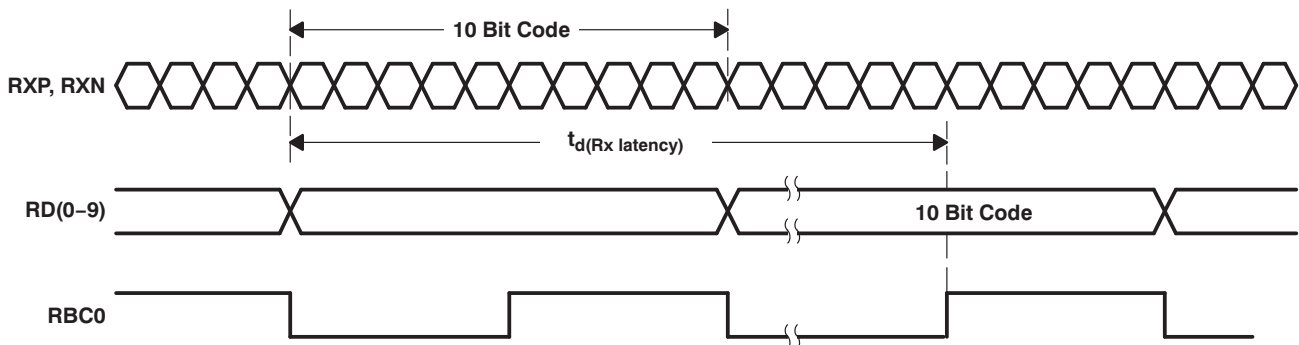 10 Bit Code
RXP, RXN
td(Rx latency)
RD(0–9)
10 Bit Code
RBC0